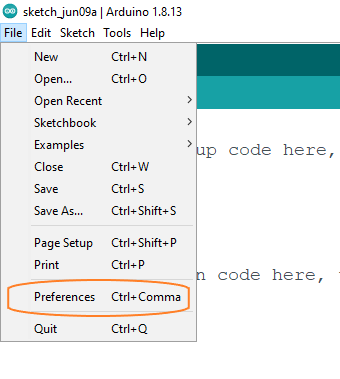 sketch_jun09a | Arduino 1.8.13
File Edit Sketch Tools Help
New Ctrl+N
Open... Ctrl+O
Open Recent
Sketchbook
Examples
up code here,
Close Ctrl+W
Save Ctrl+S
Save As... Ctrl+Shift+S
Page Setup Ctrl+Shift+P
Print Ctrl+P
n code here,
Preferences Ctrl+Comma
Quit Ctrl+Q